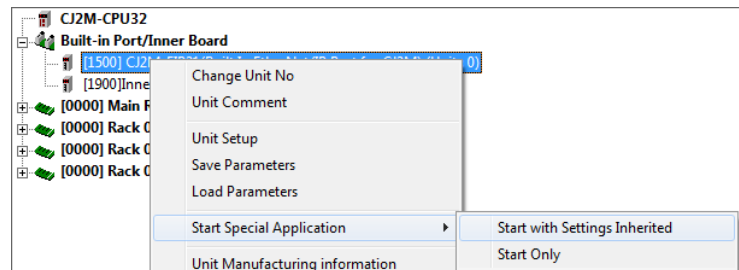 CJ2M-CPU32
Built-in Port/Inner Board
[1500] 0)
Change Unit No
[1900]Inne
Unit Comment
[0000] Main
[0000] Rack
Unit Setup
[0000] Rack
Save Parameters
[0000] Rack
Load Parameters
Start Special Application
Start with Settings Inherited
Start Only
Unit Manufacturing information